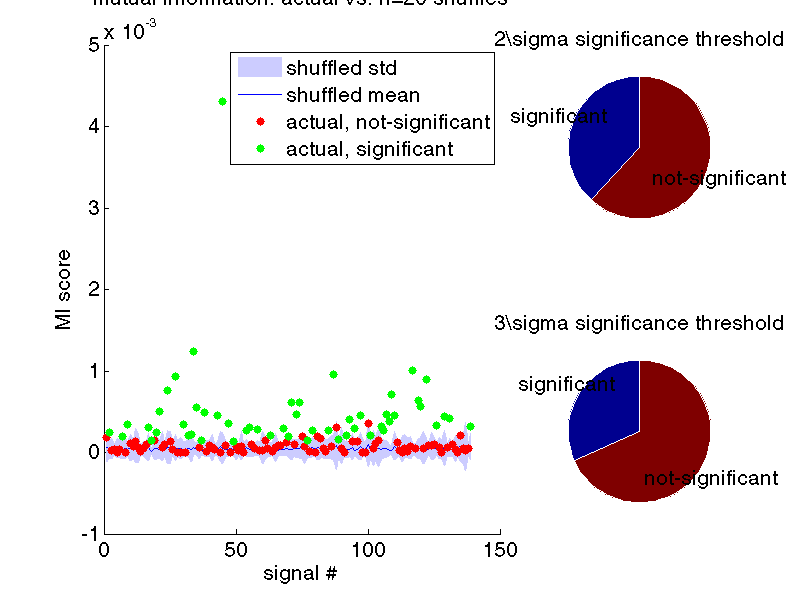 mutual information: actual vs. n=20 shuffles
x 10-3
5
4
3
2
1
0
-1
MI score
0 50 100 150
signal #
shuffled std
shuffled mean
actual, not-significant
actual, significant
2\sigma significance threshold
significant
not-significant
3\sigma significance threshold
significant
not-significant